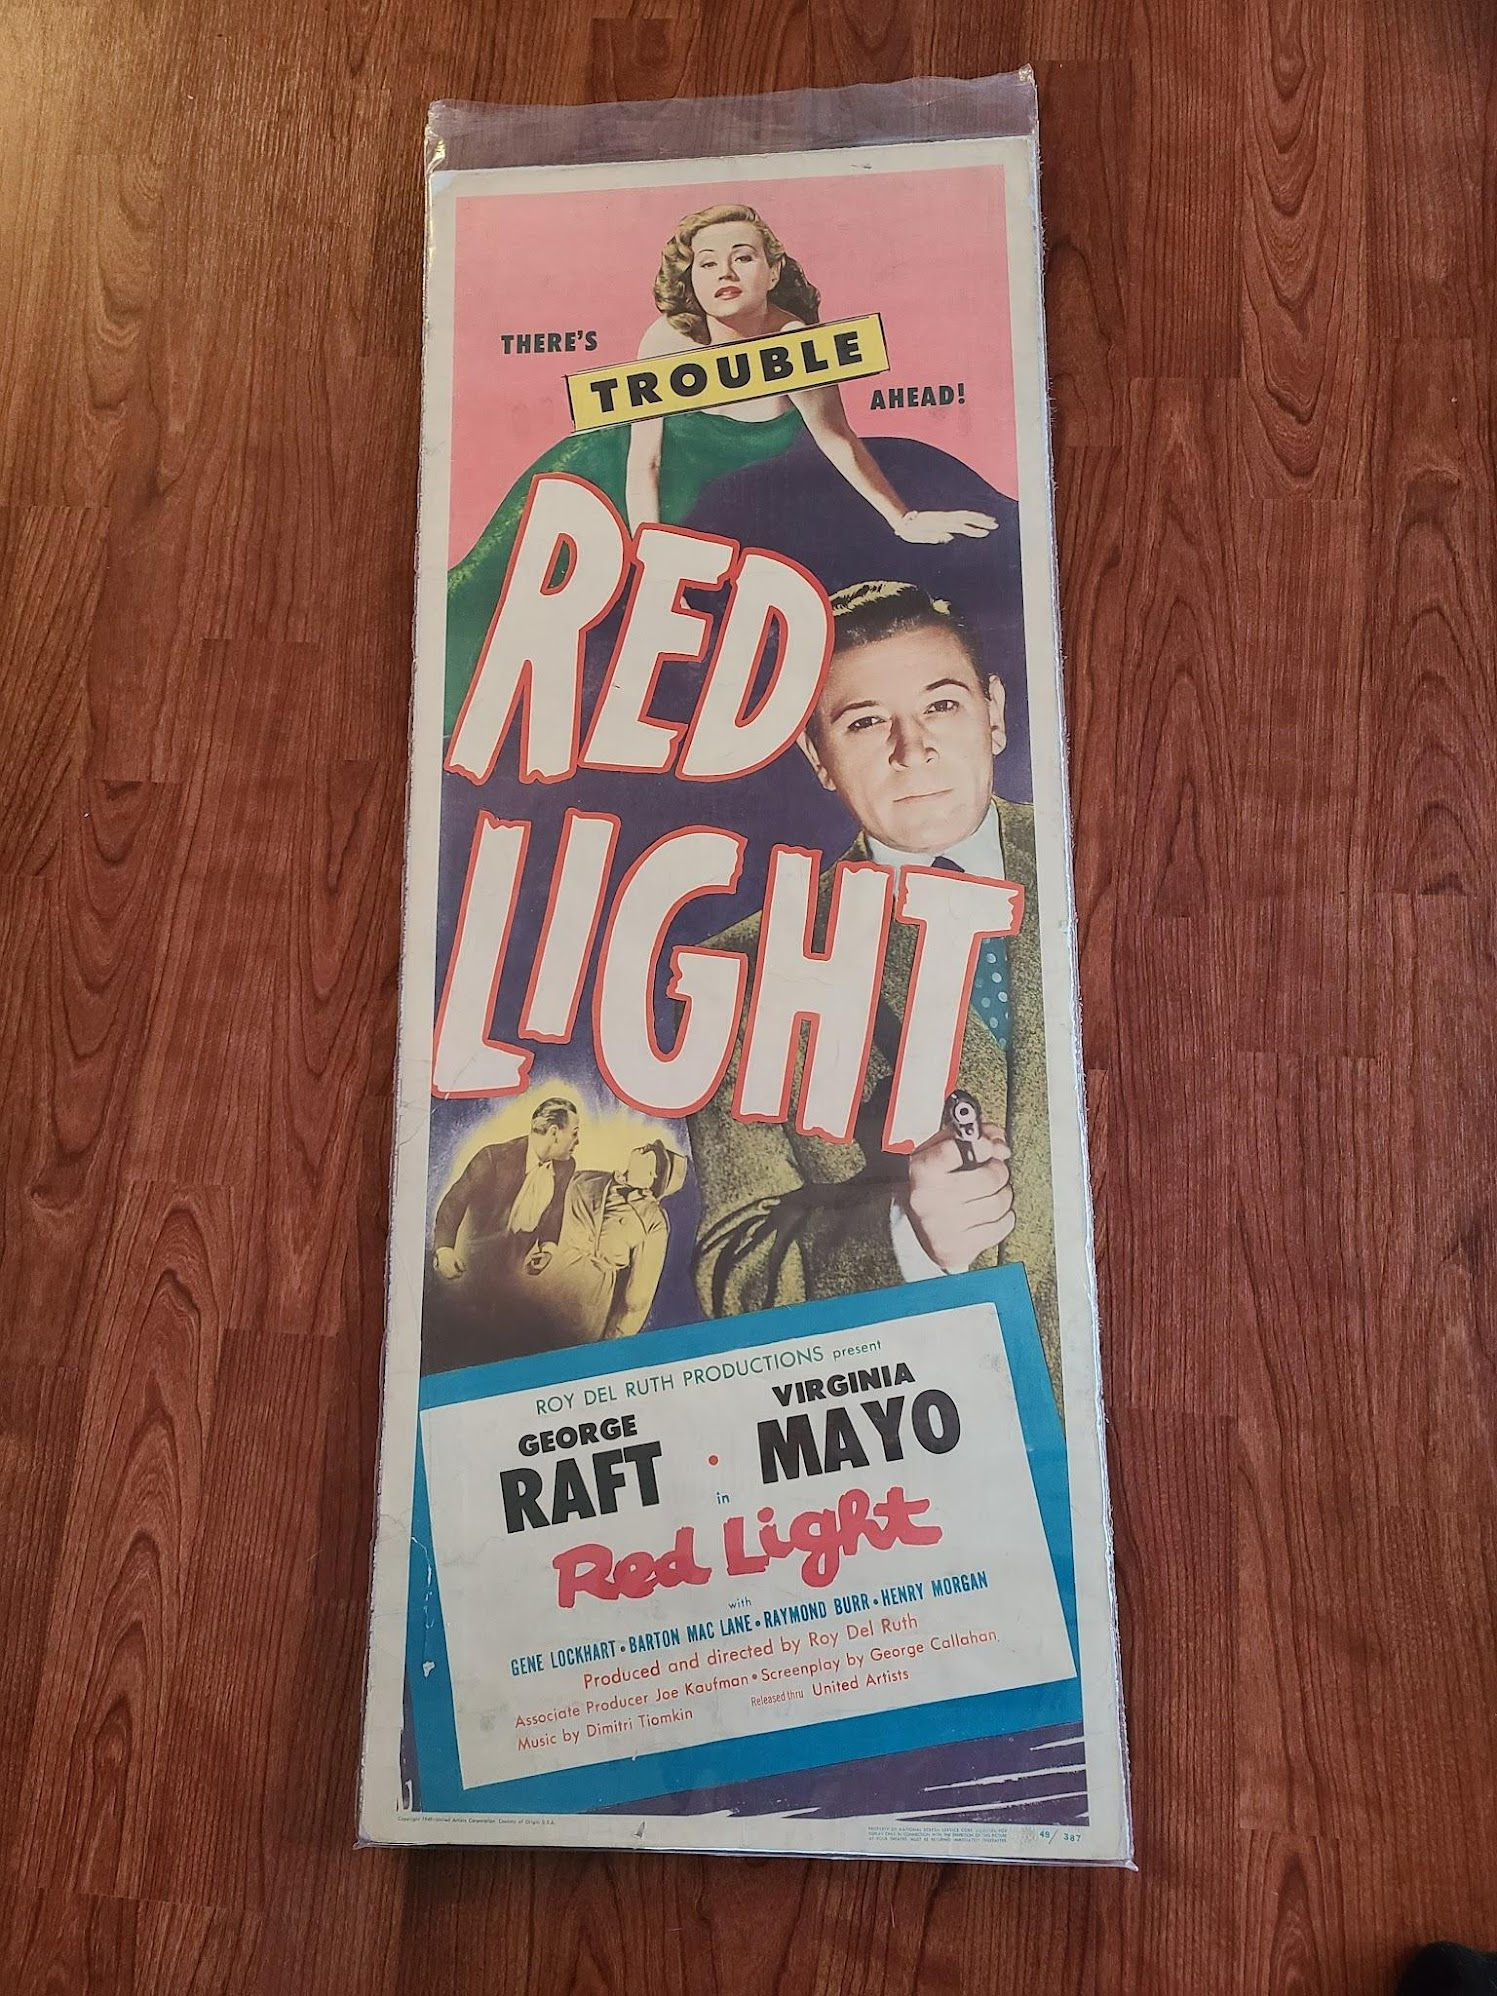 THERE'S
TROUBLE
AHEAD!
RED
LIGHT
ROY DEL RUTH PRODUCTIONS present
GEORGE
RAFT
•
VIRGINIA
MAYO
in
Red Light
with
GENE LOCKHART • BARTON MAC LANE • RAYMOND BURR • HENRY MORGAN
Produced and directed by Roy Del Ruth
Associate Producer Joe Kaufman • Screenplay by George Callahan
Music by Dimitri Tiomkin
Released thru United Artists
49/387